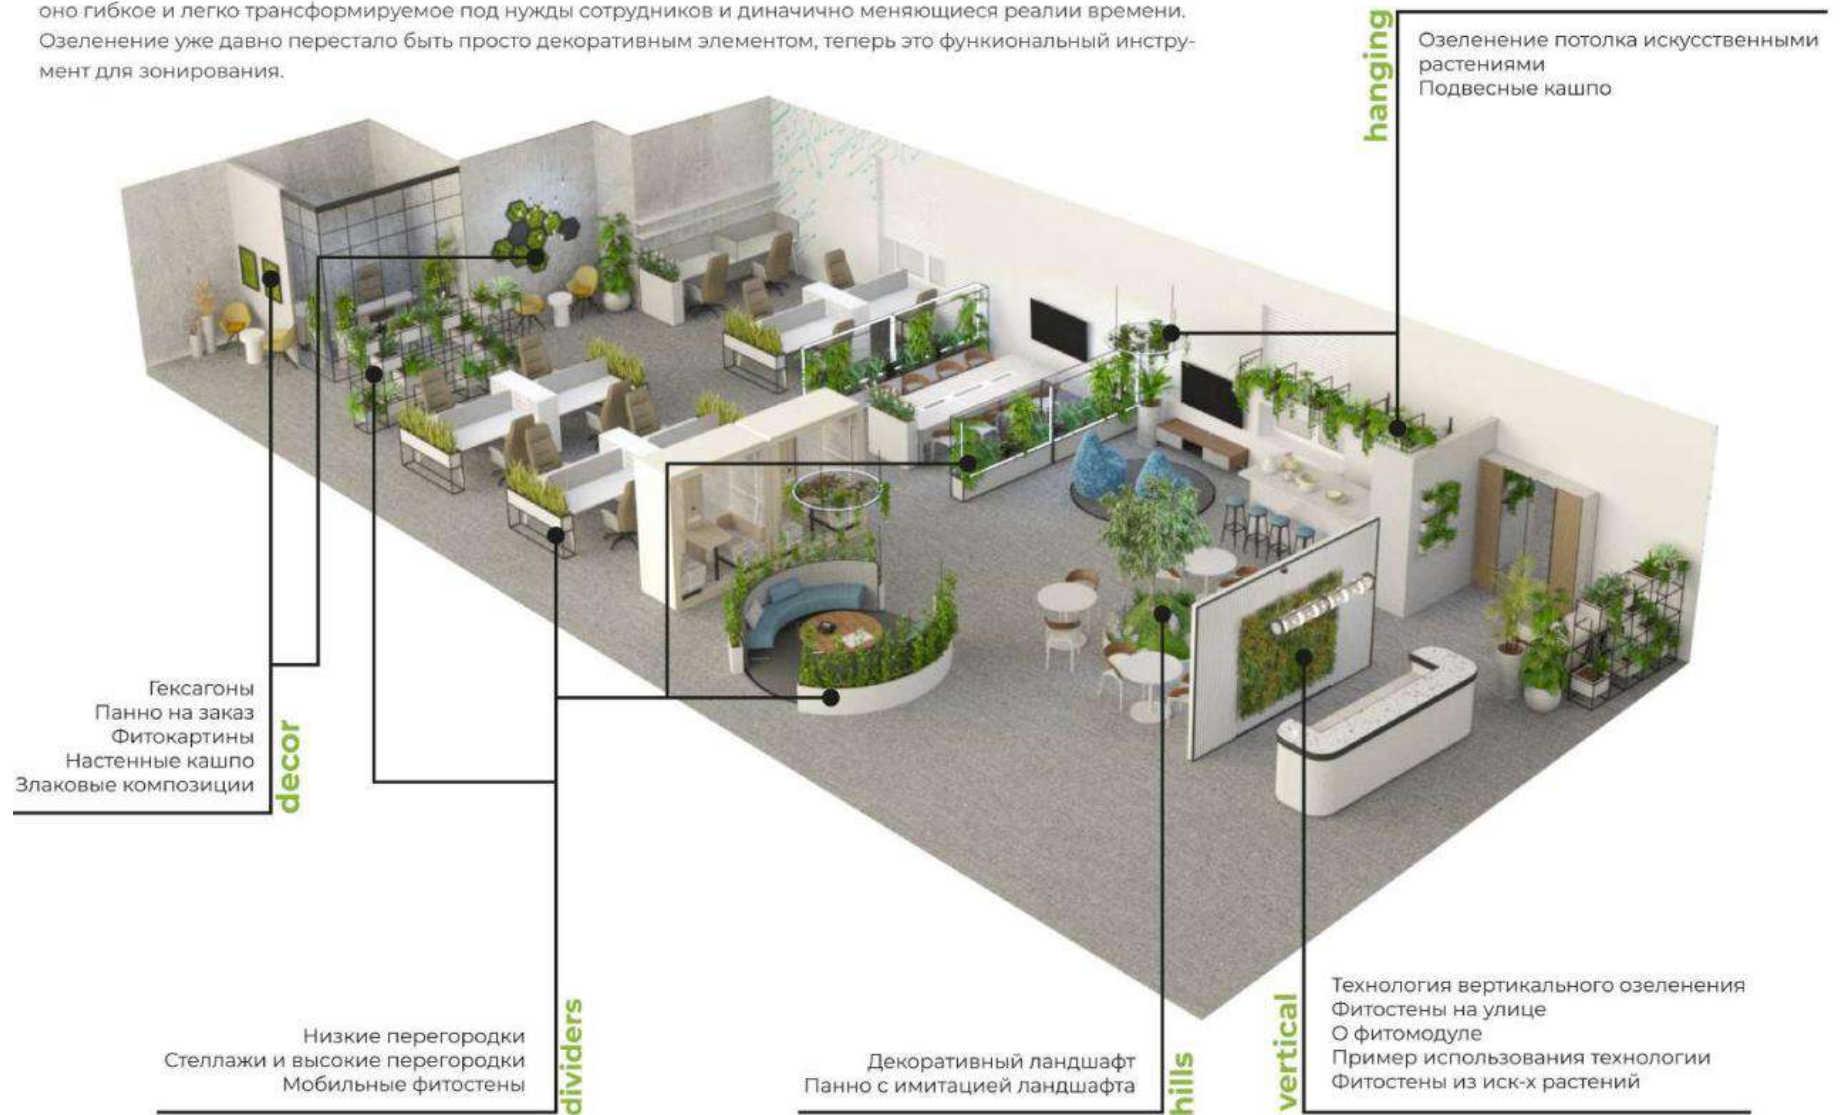 оно гибкое и легко трансформируемое под нужды сотрудников и диначично меняющиеся реалии времени.
Озеленение уже давно перестало быть просто декоративным элементом, теперь это функиональный инстру-
мент для зонирования.
hanging
Озеленение потолка искусственными
растениями
Подвесные кашпо
Гексагоны
Панно на заказ
Фитокартины
Настенные кашпо
Злаковые композиции
decor
Низкие перегородки
Стеллажи и высокие перегородки
Мобильные фитостены
dividers
Декоративный ландшафт
Панно с имитацией ландшафта
hills
vertical
Технология вертикального озеленения
Фитостены на улице
О фитомодуле
Пример использования технологии
Фитостены из иск-х растений